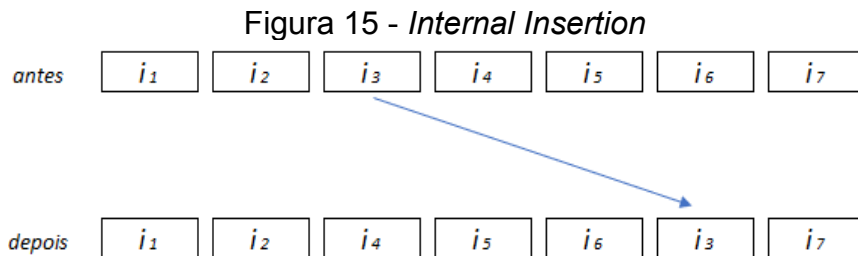 Figura 15 - Internal Insertion
antes i1 i2 i3 i4 i5 i6 i7
depois i1 i2 i4 i5 i6 i3 i7